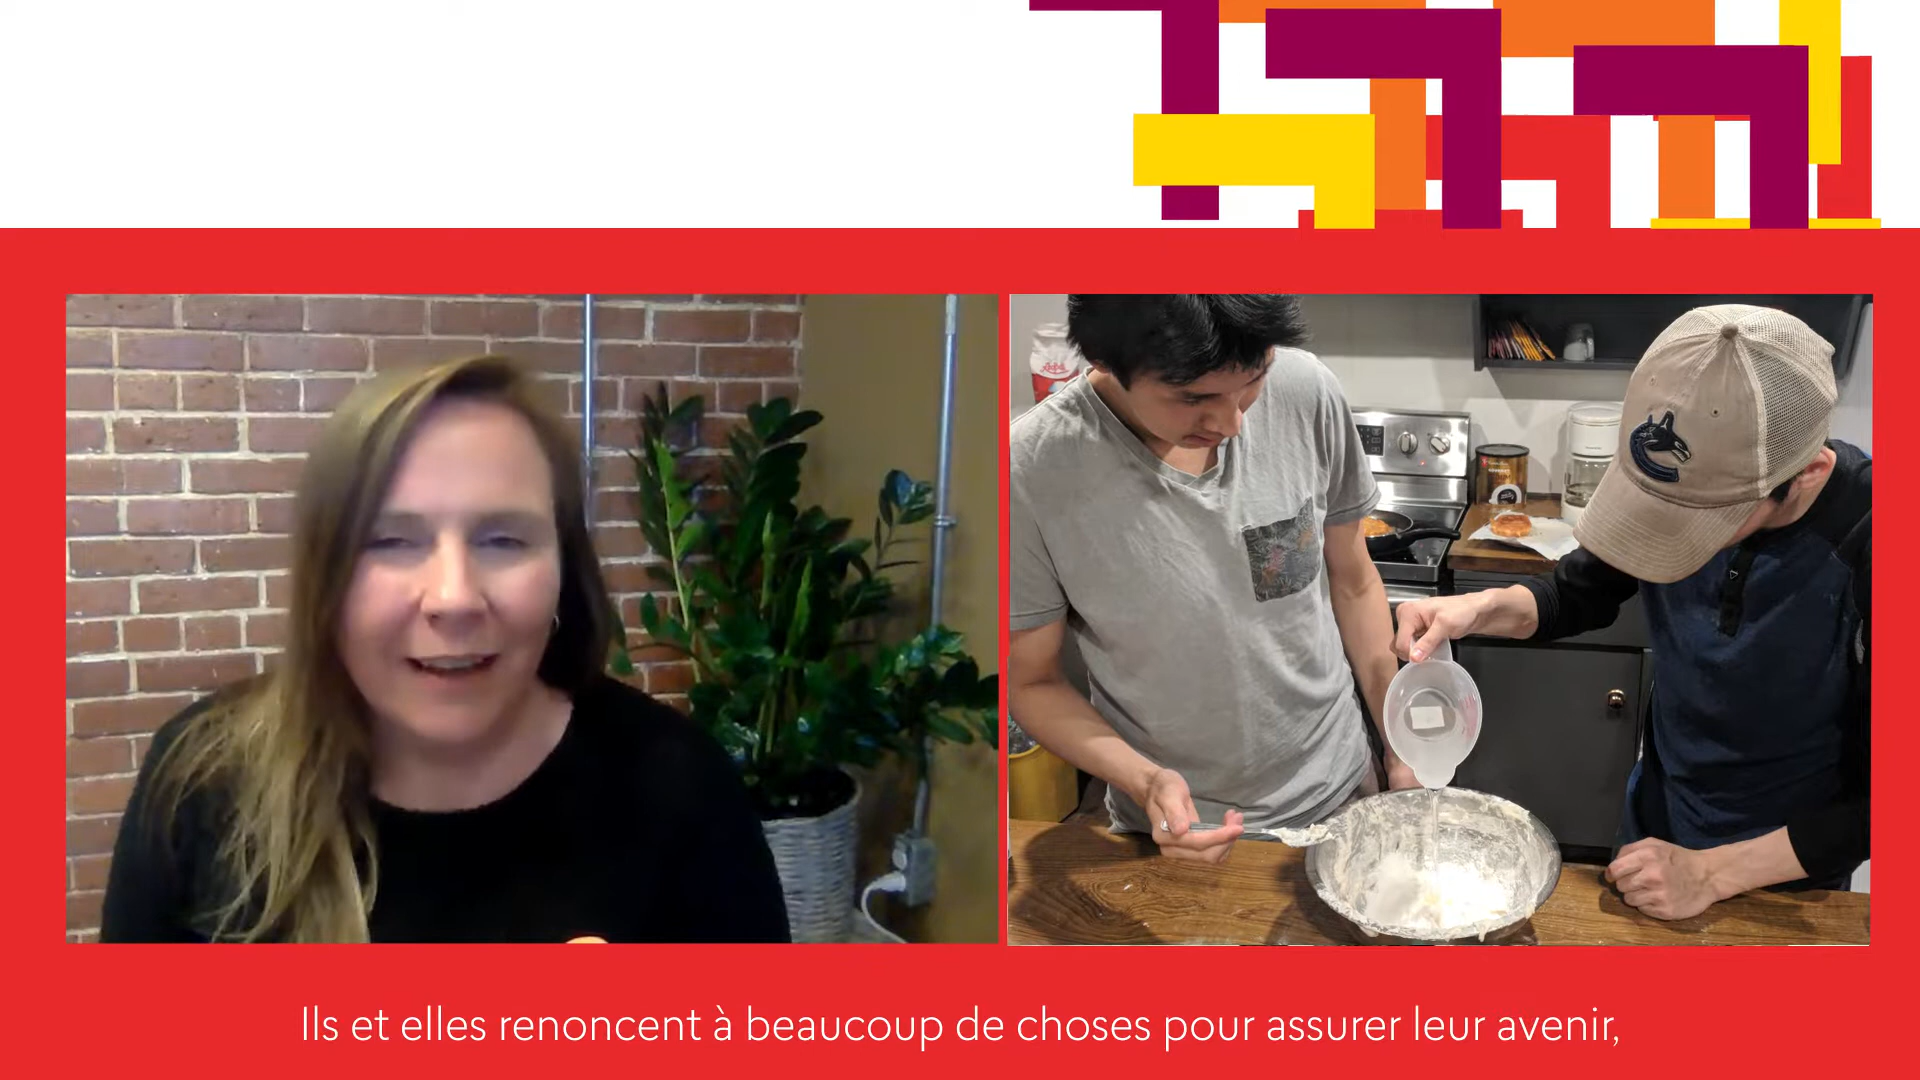 Ils et elles renoncent à beaucoup de choses pour assurer leur avenir,